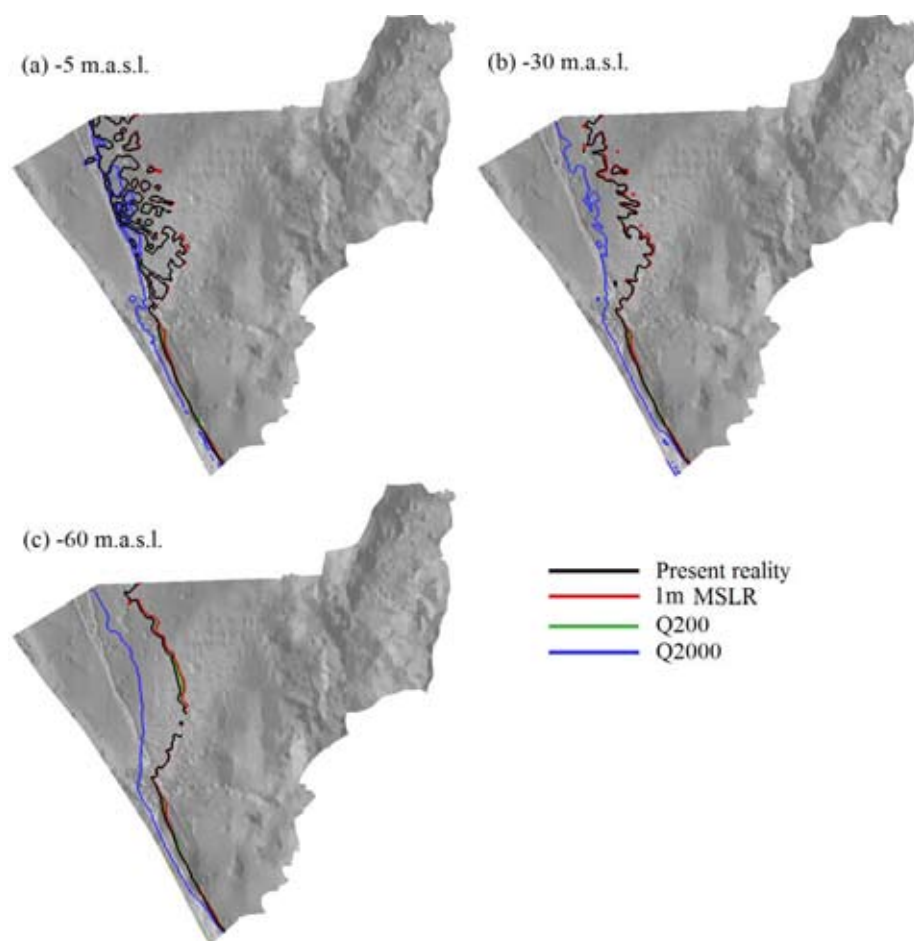 (a) -5 m.a.s.l.
(b) -30 m.a.s.l.
(c) -60 m.a.s.l.
Present reality
1m MSLR
Q200
Q2000